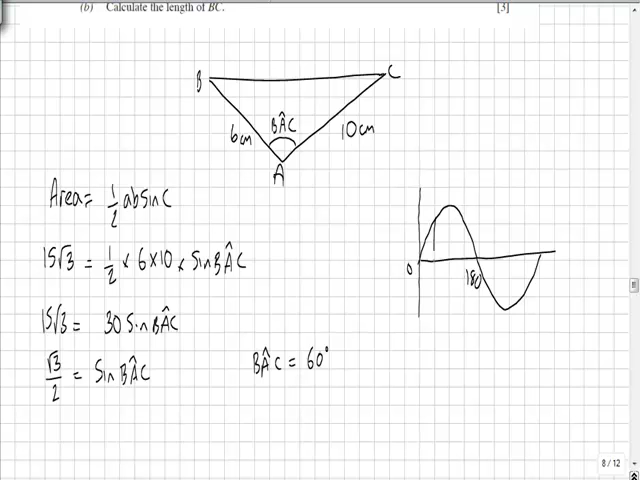 (b) Calculate the length of BC. [3]
B C
BÂC
6cm 10cm
A
Area = 1/2 ab Sin C
15√3 = 1/2 × 6 × 10 × Sin BÂC
0 180
15√3 = 30 Sin BÂC
√3/2 = Sin BÂC
BÂC = 60°
8 / 12